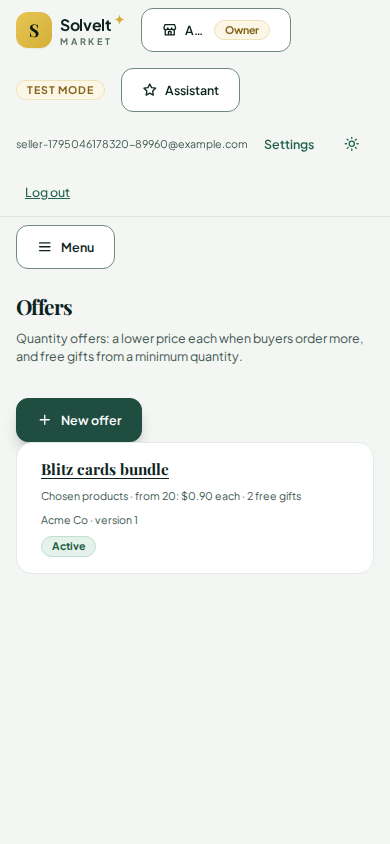 S
SolveIt
MARKET
A...
Owner
TEST MODE
Assistant
seller-1795046178320-89960@example.com
Settings
Log out
Menu
Offers
Quantity offers: a lower price each when buyers order more,
and free gifts from a minimum quantity.
New offer
Blitz cards bundle
Chosen products · from 20: $0.90 each · 2 free gifts
Acme Co · version 1
Active